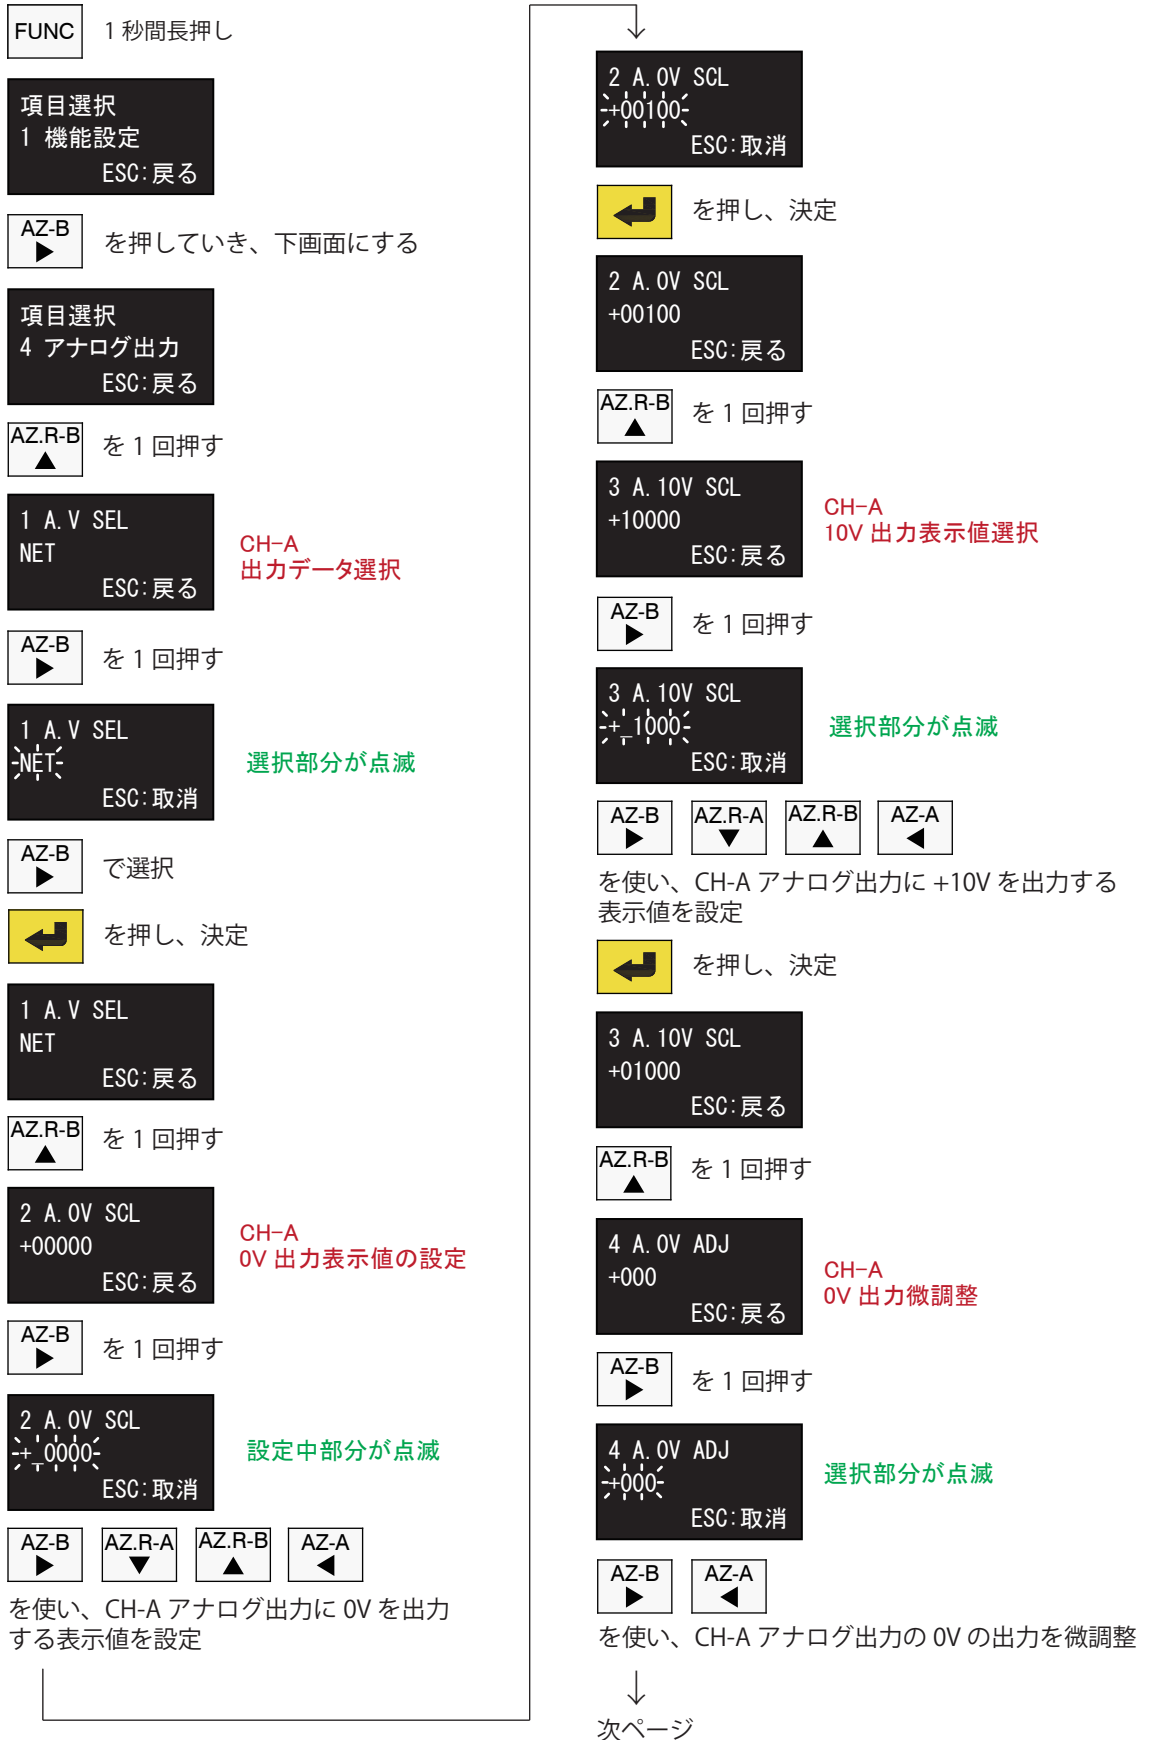 FUNC 1 秒間長押し
項目選択
1 機能設定
ESC:戻る
AZ-B を押していき、下画面にする
項目選択
4 アナログ出力
ESC:戻る
AZ.R-B を 1 回押す
1 A.V SEL
NET
ESC:戻る
CH-A
出力データ選択
AZ-B を 1 回押す
1 A.V SEL
NET
ESC:取消
選択部分が点滅
AZ-B で選択
を押し、決定
1 A.V SEL
NET
ESC:戻る
AZ.R-B を 1 回押す
2 A.0V SCL
+00000
ESC:戻る
CH-A
0V 出力表示値の設定
AZ-B を 1 回押す
2 A.0V SCL
+_0000
ESC:取消
設定中部分が点滅
AZ-B AZ.R-A AZ.R-B AZ-A
を使い、CH-A アナログ出力に 0V を出力
する表示値を設定
2 A.0V SCL
+00100
ESC:取消
を押し、決定
2 A.0V SCL
+00100
ESC:戻る
AZ.R-B を 1 回押す
3 A.10V SCL
+10000
ESC:戻る
CH-A
10V 出力表示値選択
AZ-B を 1 回押す
3 A.10V SCL
+_1000
ESC:取消
選択部分が点滅
AZ-B AZ.R-A AZ.R-B AZ-A
を使い、CH-A アナログ出力に +10V を出力する
表示値を設定
を押し、決定
3 A.10V SCL
+01000
ESC:戻る
AZ.R-B を 1 回押す
4 A.0V ADJ
+000
ESC:戻る
CH-A
0V 出力微調整
AZ-B を 1 回押す
4 A.0V ADJ
+000
ESC:取消
選択部分が点滅
AZ-B AZ-A
を使い、CH-A アナログ出力の 0V の出力を微調整
次ページ